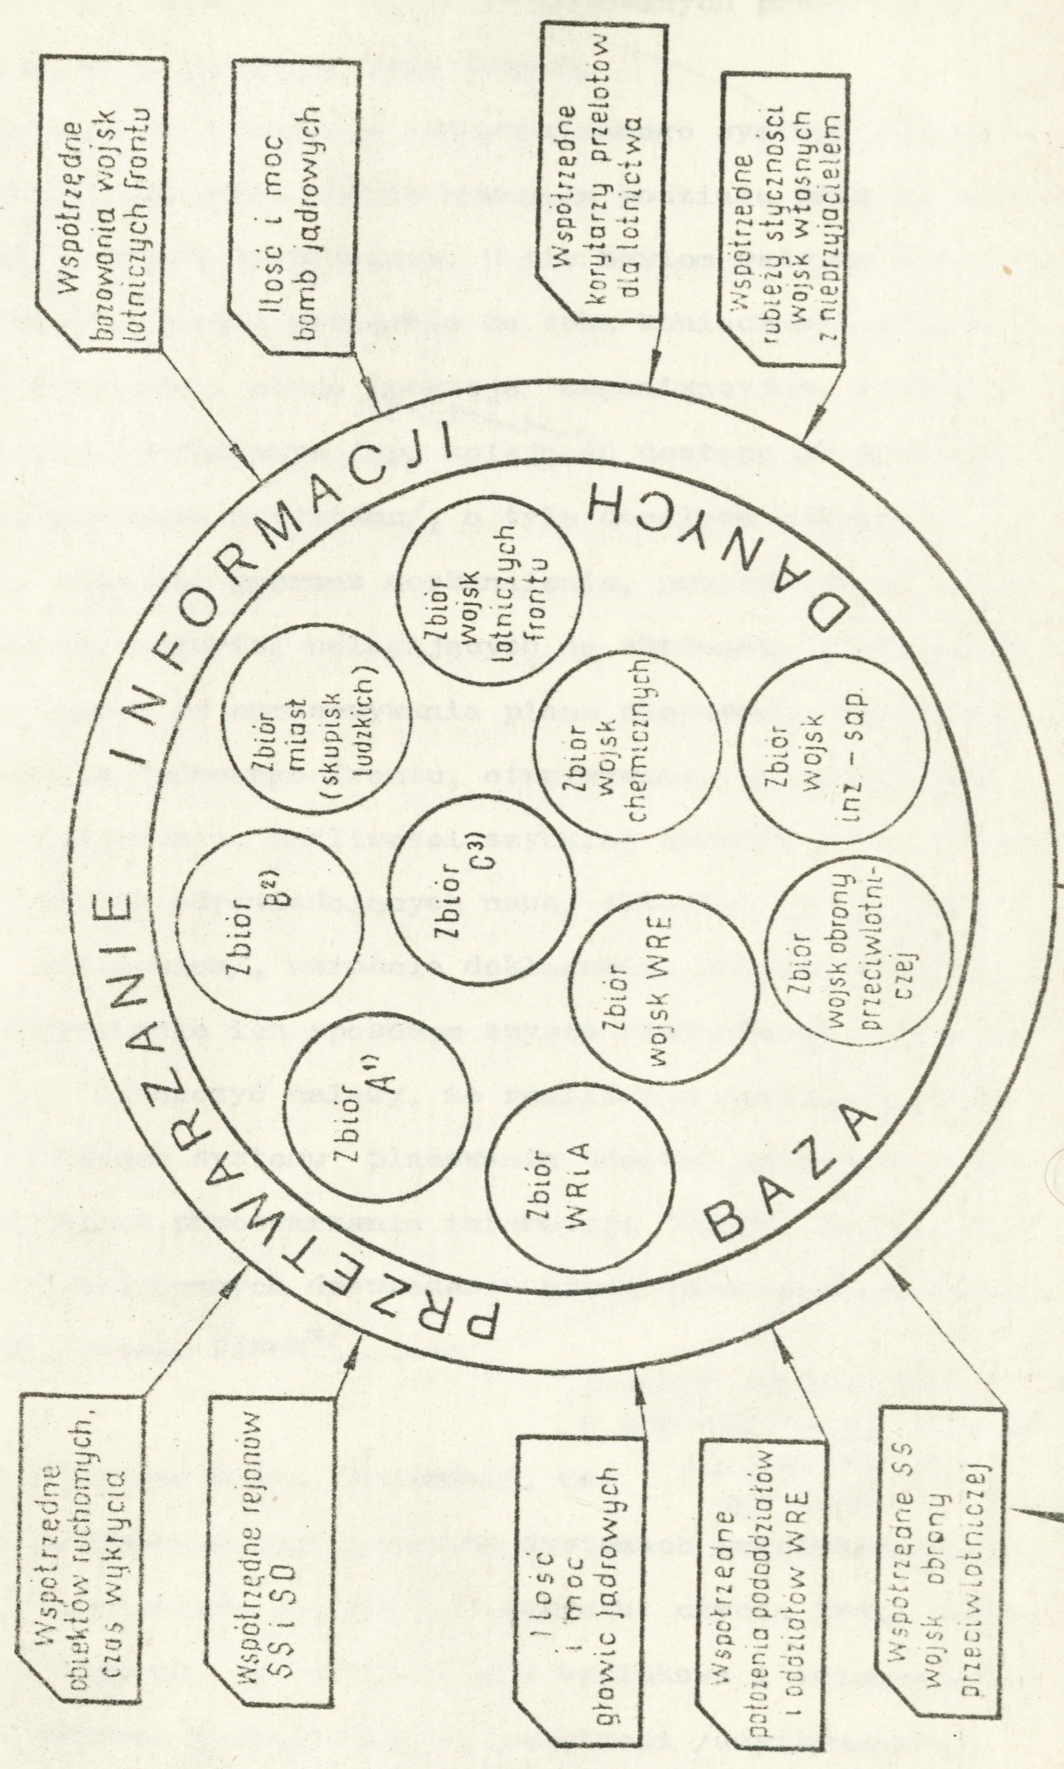 Współrzędne
obiektów ruchomych,
czas wykrycia
Współrzędne rejonów
SS i SD
Ilość
i moc
głowic jądrowych
Współrzędne
położenia pododdziałów
i oddziałów WRE
Współrzędne SS
wojsk obrony
przeciwlotniczej
PRZETWARZANIE INFORMACJI
BAZA DANYCH
Zbiór
A¹⁾
Zbiór
B²⁾
Zbiór
miast
(skupisk
ludzkich)
Zbiór
WRiA
Zbiór
C³⁾
Zbiór
wojsk
lotniczych
frontu
Zbiór
wojsk WRE
Zbiór
wojsk
chemicznych
Zbiór
wojsk obrony
przeciwlotni-
czej
Zbiór
wojsk
inż - sap.
Współrzędne
bazowania wojsk
lotniczych frontu
Ilość i moc
bomb jądrowych
Współrzędne
korytarzy przelotów
dla lotnictwa
Współrzędne
rubieży styczności
wojsk własnych
z nieprzyjacielem